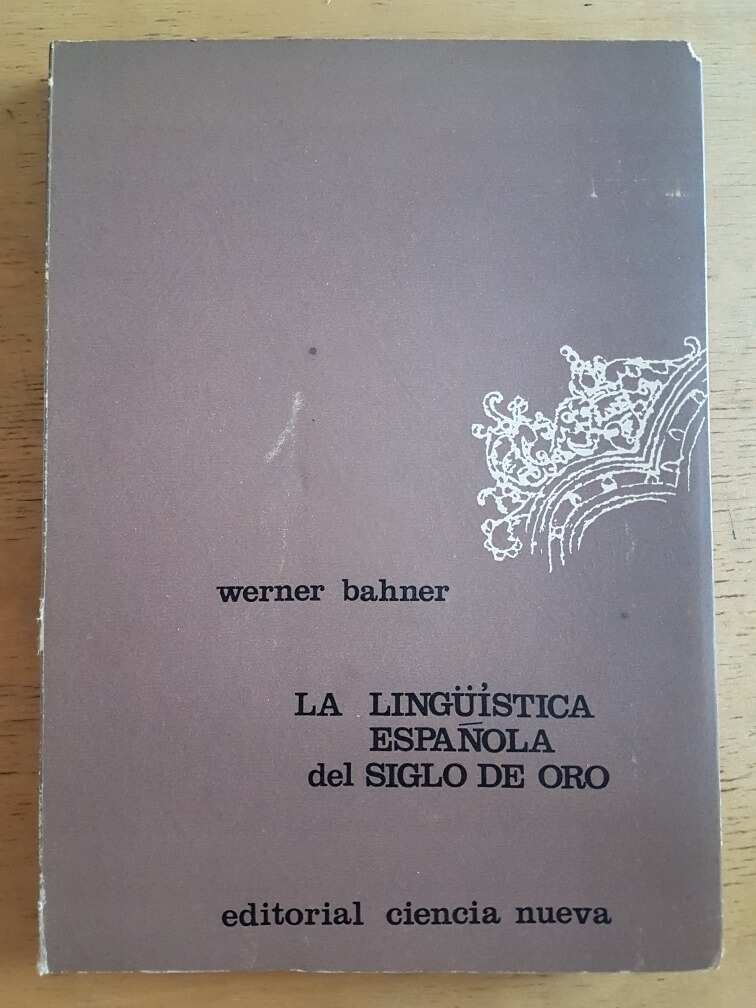 werner bahner
LA LINGÜÍSTICA
ESPAÑOLA
del SIGLO DE ORO
editorial ciencia nueva